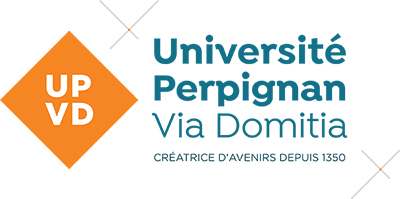 UP
VD
Université
Perpignan
Via Domitia
CRÉATRICE D'AVENIRS DEPUIS 1350